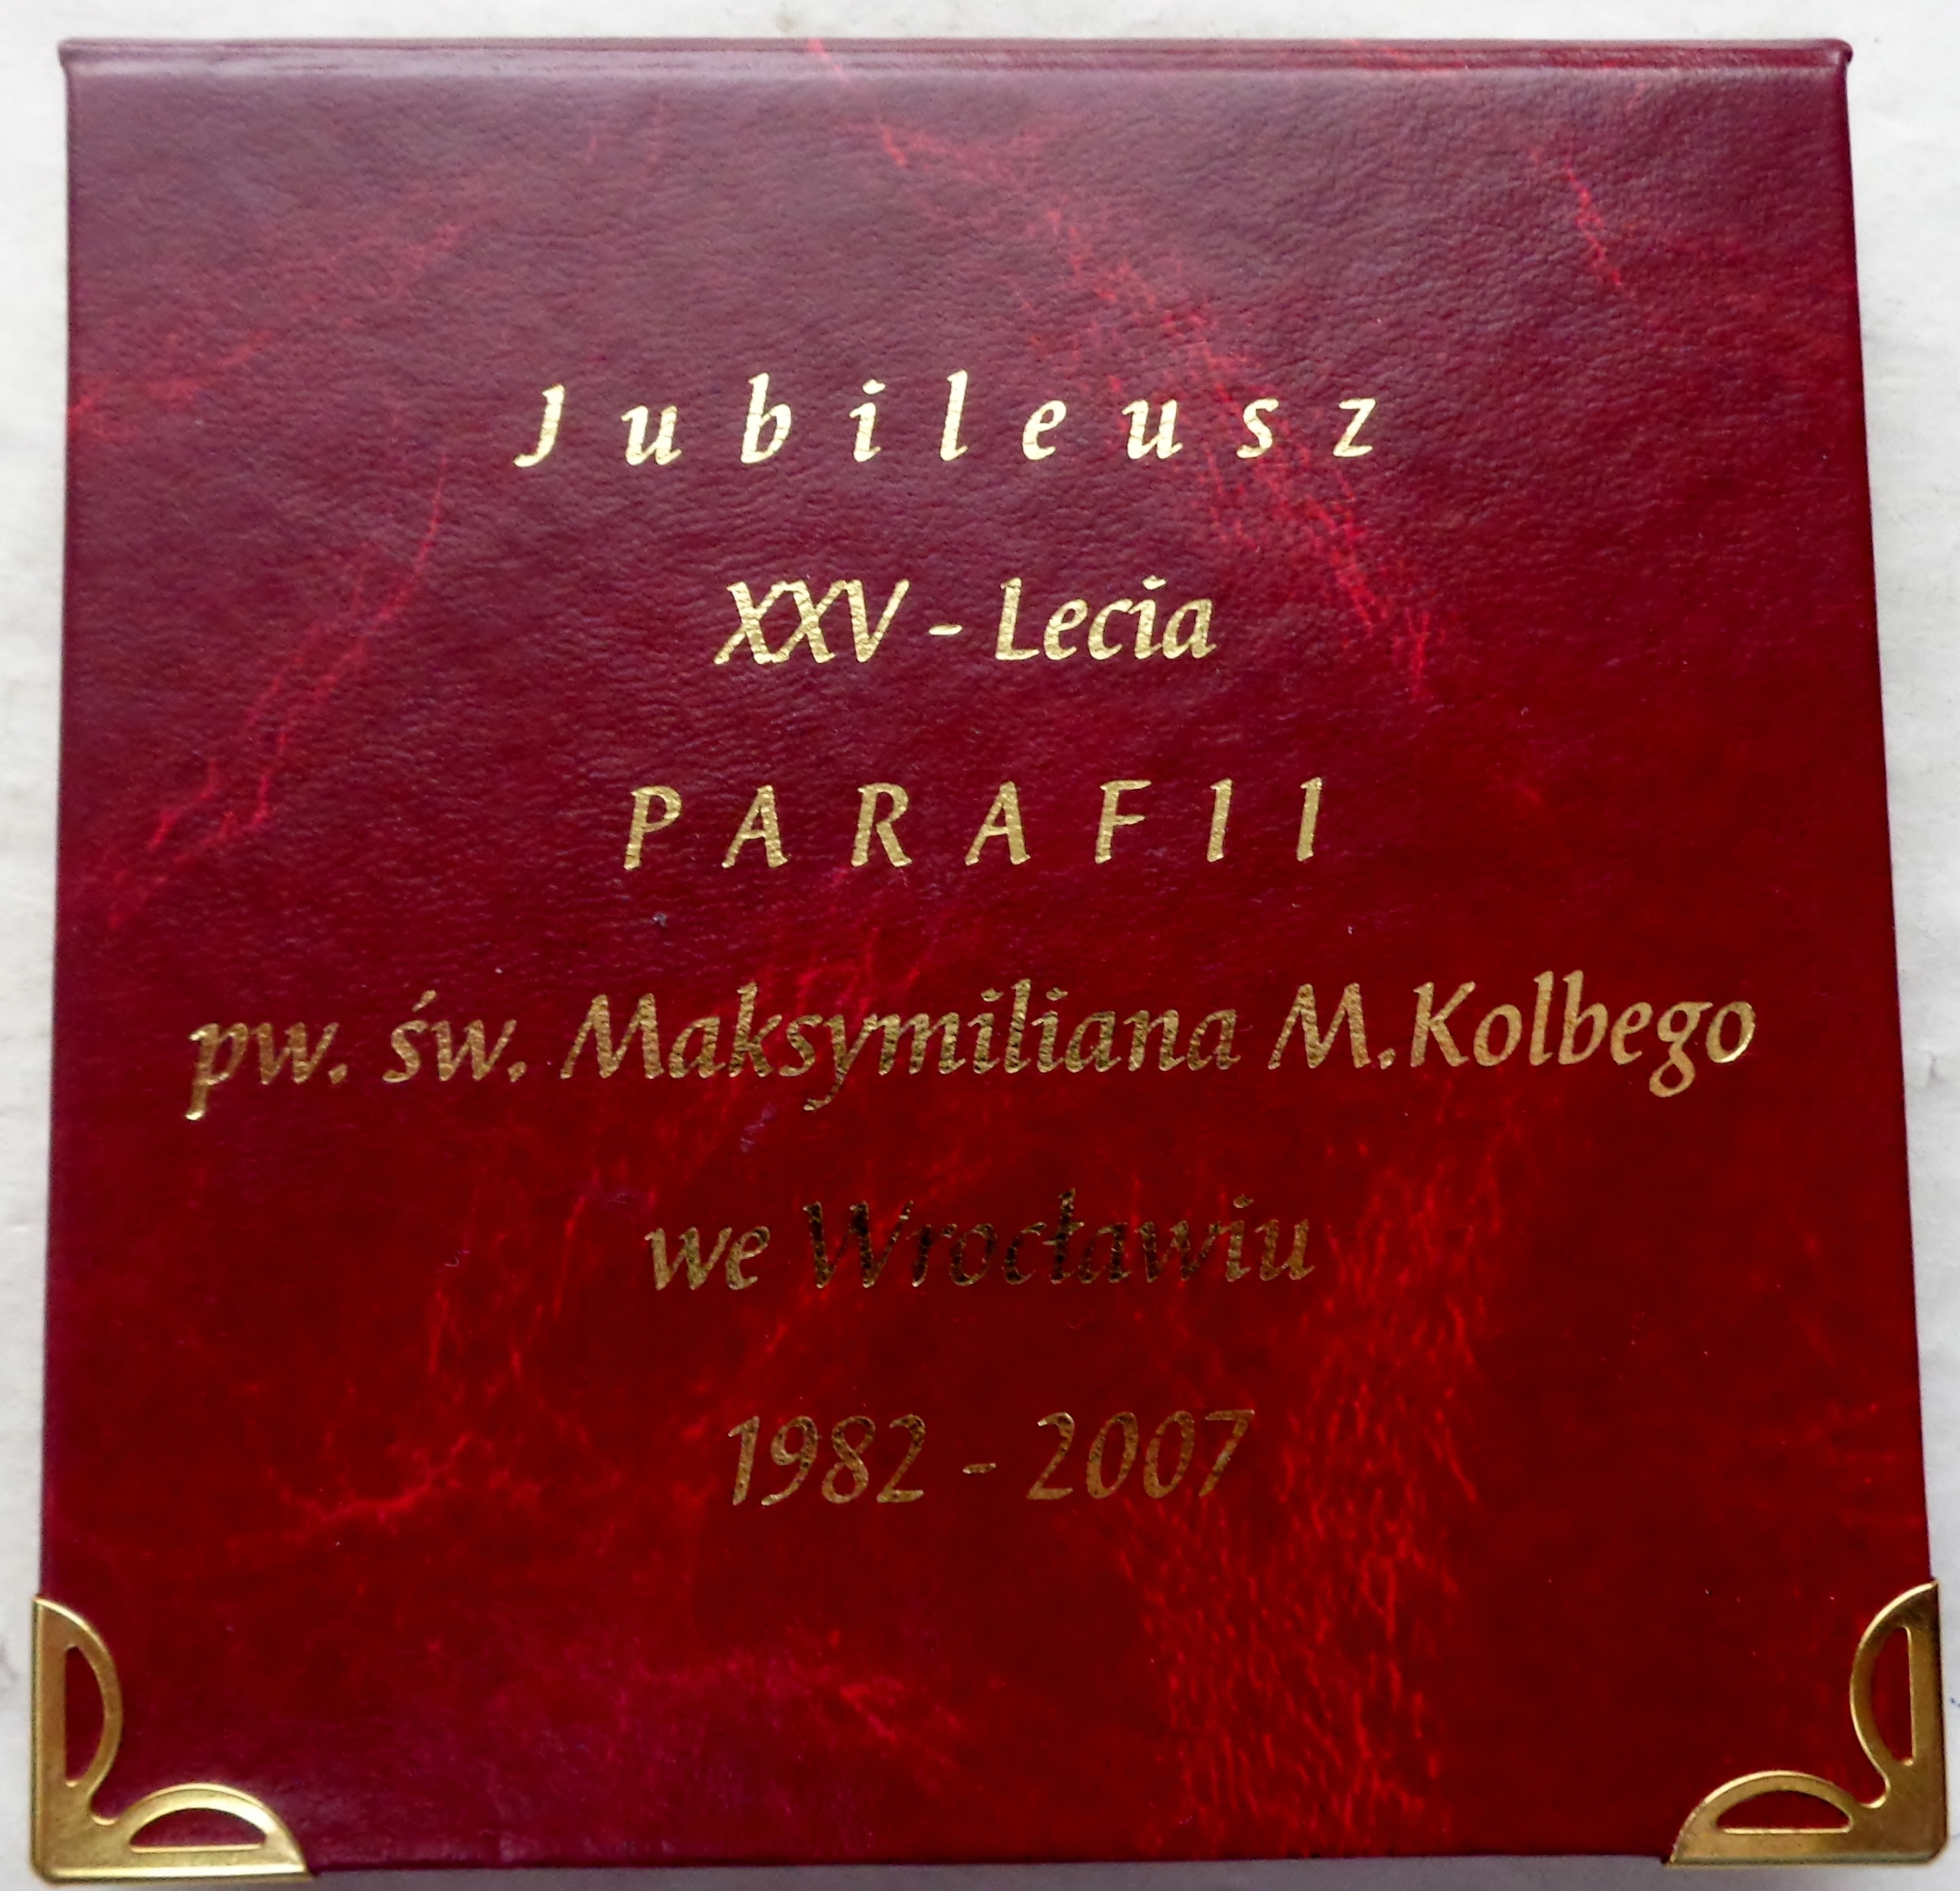 Jubileusz
XXV - Lecia
PARAFII
pw. św. Maksymiliana M.Kolbego
we Wrocławiu
1982 - 2007